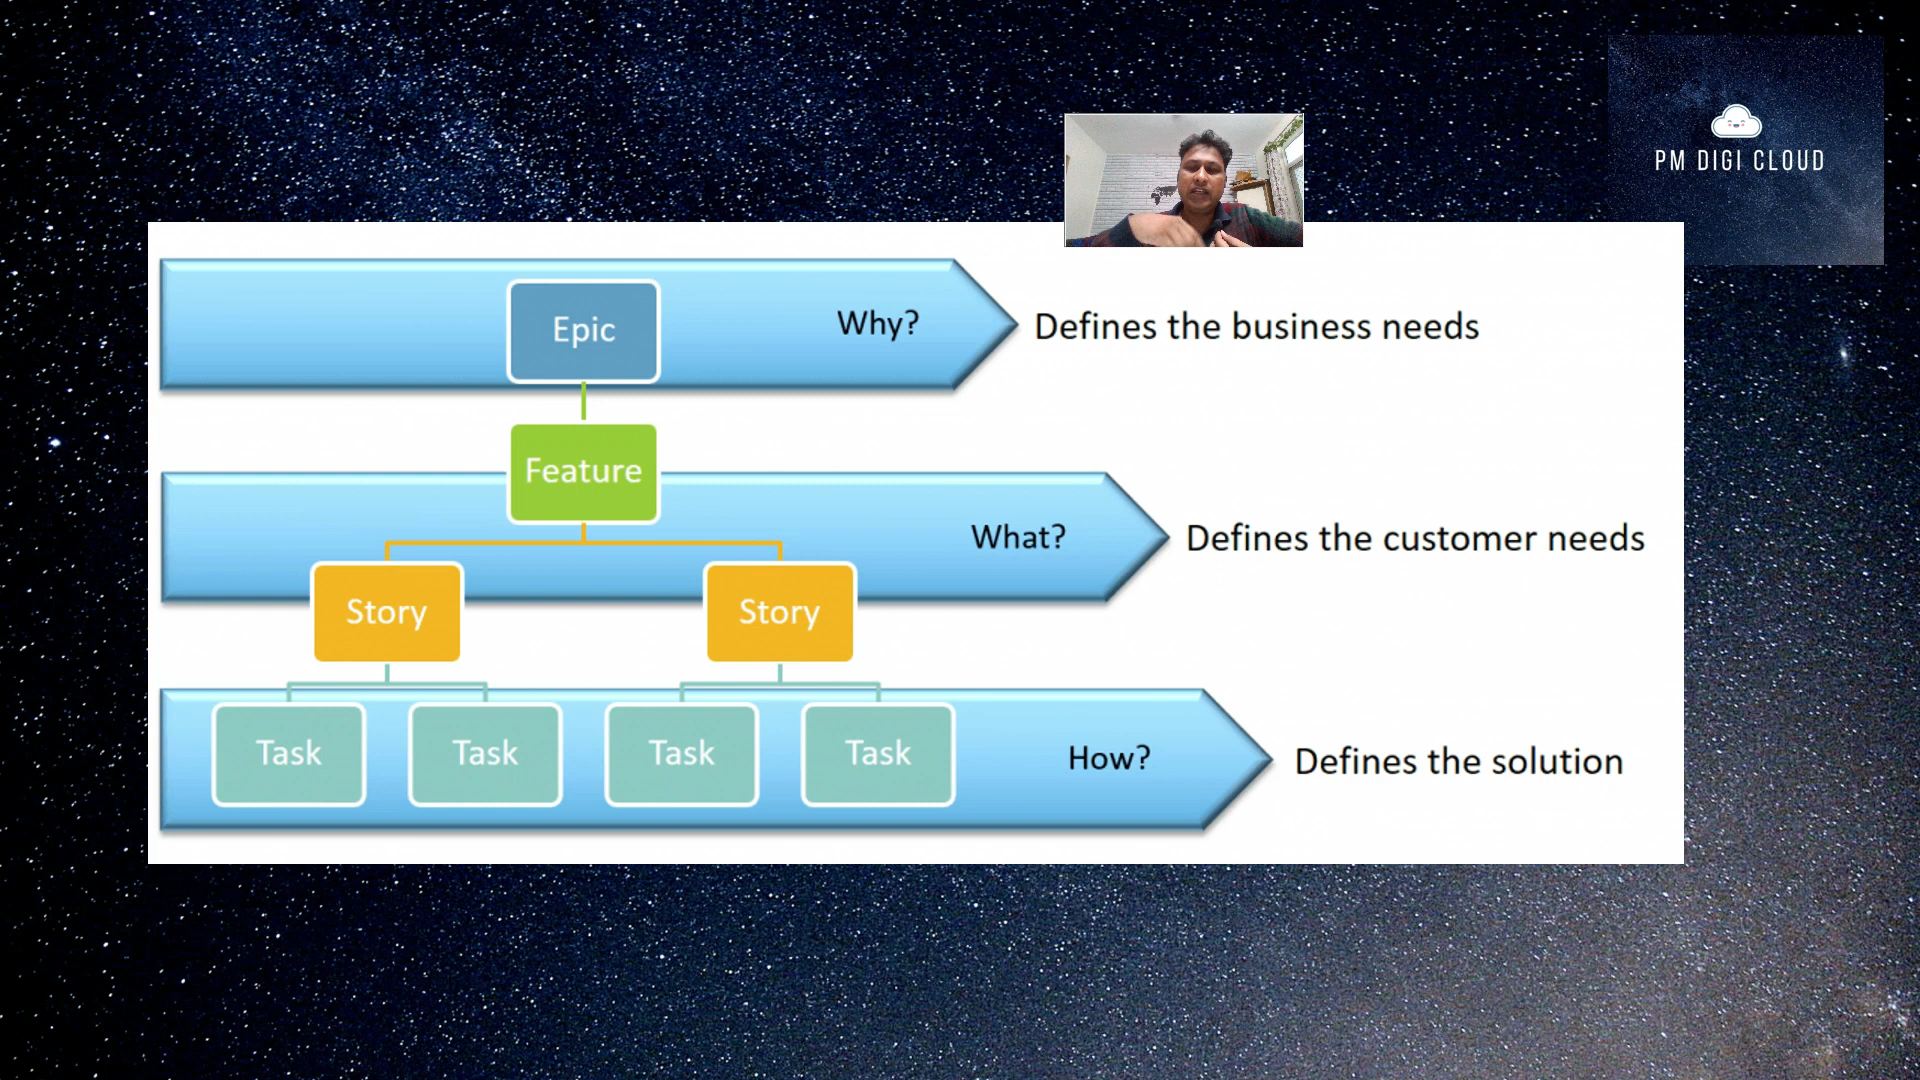 PM DIGI CLOUD
Epic
Why?
Defines the business needs
Feature
What?
Defines the customer needs
Story
Story
Task
Task
Task
Task
How?
Defines the solution